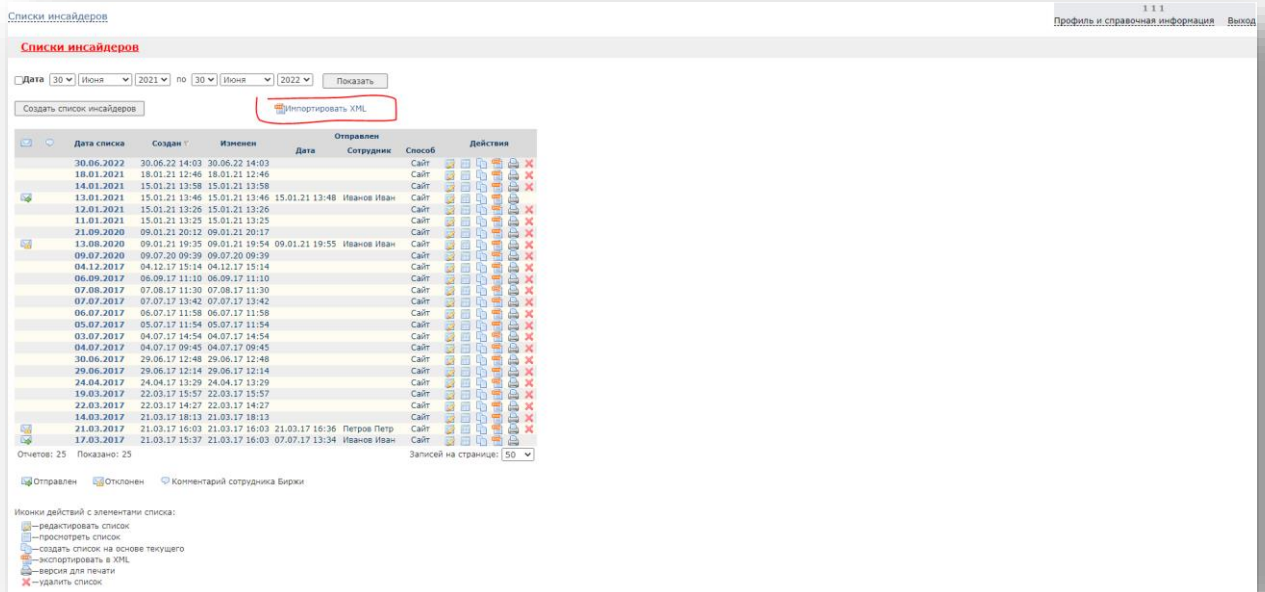 1 1 1
Списки инсайдеров
Профиль и справочная информация Выход
Списки инсайдеров
Дата 30 Июня 2021 по 30 Июня 2022 Показать
Создать список инсайдеров Импортировать XML
Отправлен
Дата списка Создан Изменен Дата Сотрудник Способ Действия
30.06.2022 30.06.22 14:03 30.06.22 14:03 Сайт
18.01.2021 18.01.21 12:46 18.01.21 12:46 Сайт
14.01.2021 15.01.21 13:58 15.01.21 13:58 Сайт
13.01.2021 15.01.21 13:46 15.01.21 13:46 15.01.21 13:48 Иванов Иван Сайт
12.01.2021 15.01.21 13:26 15.01.21 13:26 Сайт
11.01.2021 15.01.21 13:25 15.01.21 13:25 Сайт
21.09.2020 09.01.21 20:12 09.01.21 20:17 Сайт
13.08.2020 09.01.21 19:35 09.01.21 19:54 09.01.21 19:55 Иванов Иван Сайт
09.07.2020 09.07.20 09:39 09.07.20 09:39 Сайт
04.12.2017 04.12.17 15:14 04.12.17 15:14 Сайт
06.09.2017 06.09.17 11:10 06.09.17 11:10 Сайт
07.08.2017 07.08.17 11:30 07.08.17 11:30 Сайт
07.07.2017 07.07.17 13:42 07.07.17 13:42 Сайт
06.07.2017 06.07.17 11:58 06.07.17 11:58 Сайт
05.07.2017 05.07.17 11:54 05.07.17 11:54 Сайт
03.07.2017 04.07.17 14:54 04.07.17 14:54 Сайт
04.07.2017 04.07.17 09:45 04.07.17 09:45 Сайт
30.06.2017 29.06.17 12:48 29.06.17 12:48 Сайт
29.06.2017 29.06.17 12:14 29.06.17 12:14 Сайт
24.04.2017 24.04.17 13:29 24.04.17 13:29 Сайт
19.03.2017 22.03.17 15:57 22.03.17 15:57 Сайт
22.03.2017 22.03.17 14:27 22.03.17 14:27 Сайт
14.03.2017 21.03.17 18:13 21.03.17 18:13 Сайт
21.03.2017 21.03.17 16:03 21.03.17 16:03 21.03.17 16:36 Петров Петр Сайт
17.03.2017 21.03.17 15:37 21.03.17 16:03 07.07.17 13:34 Иванов Иван Сайт
Отчетов: 25 Показано: 25 Записей на странице: 50
Отправлен Отклонен Комментарий сотрудника Биржи
Иконки действий с элементами списка:
—редактировать список
—просмотреть список
—создать список на основе текущего
—экспортировать в XML
—версия для печати
—удалить список